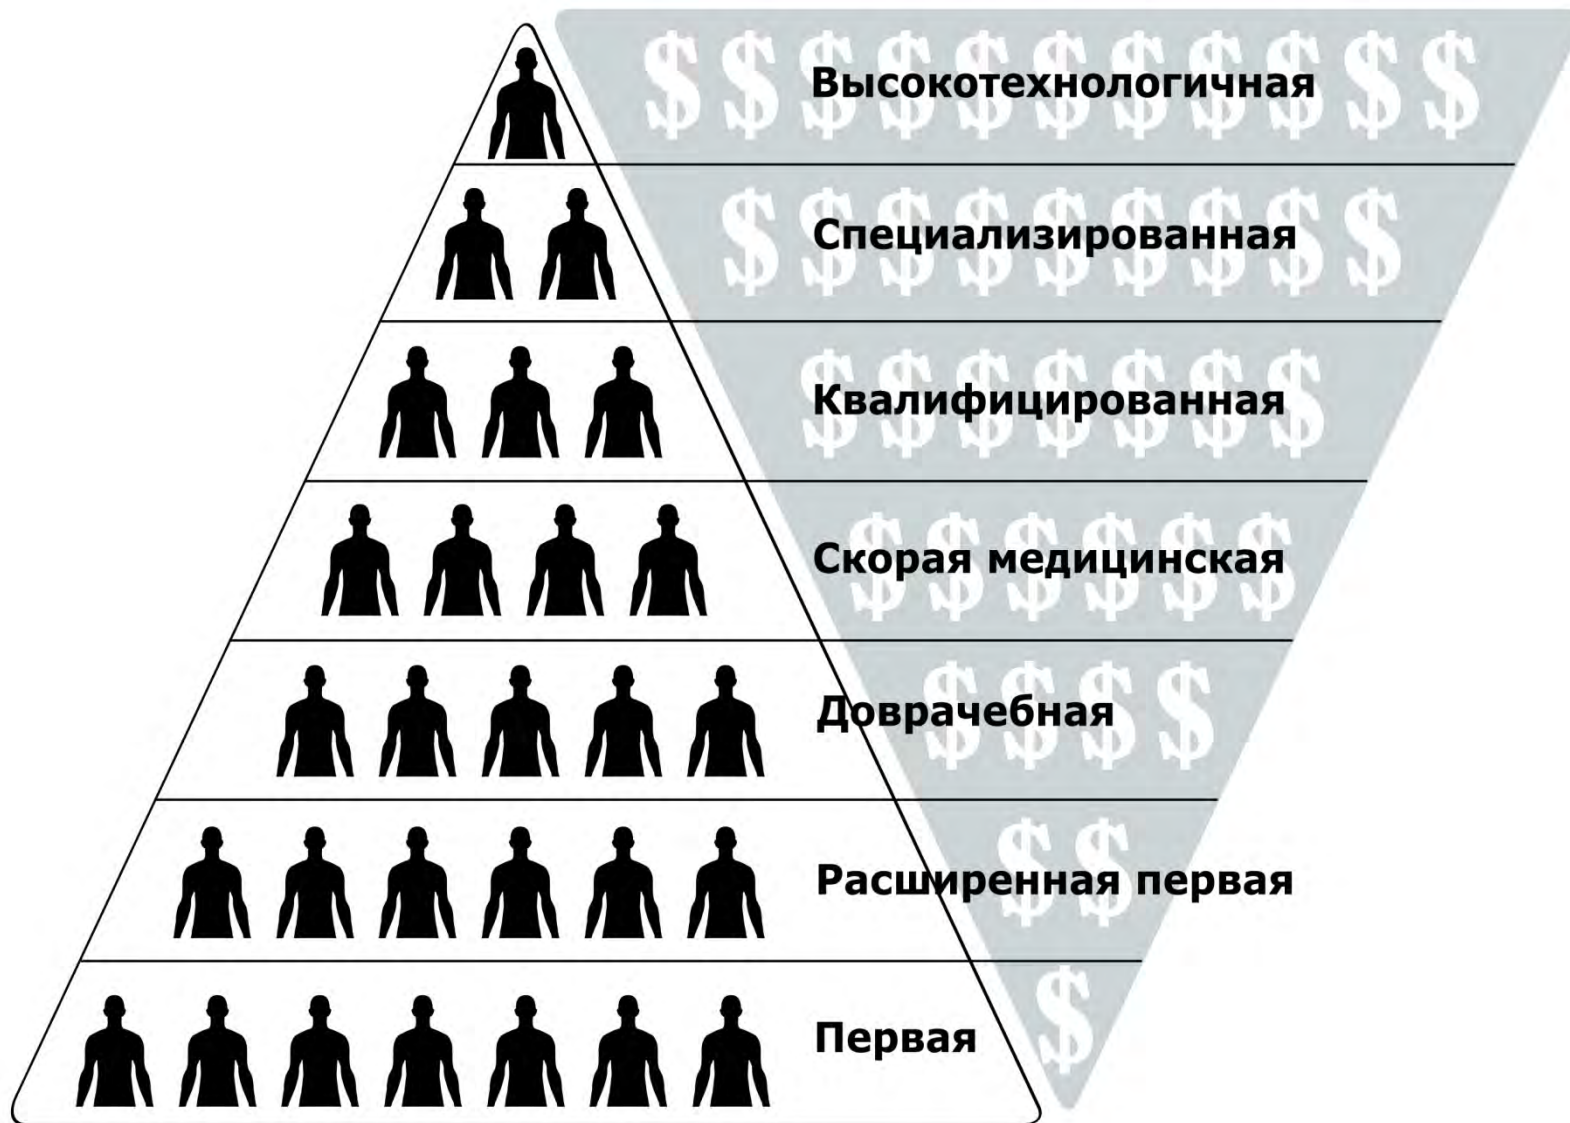 Высокотехнологичная
Специализированная
Квалифицированная
Скорая медицинская
Доврачебная
Расширенная первая
Первая